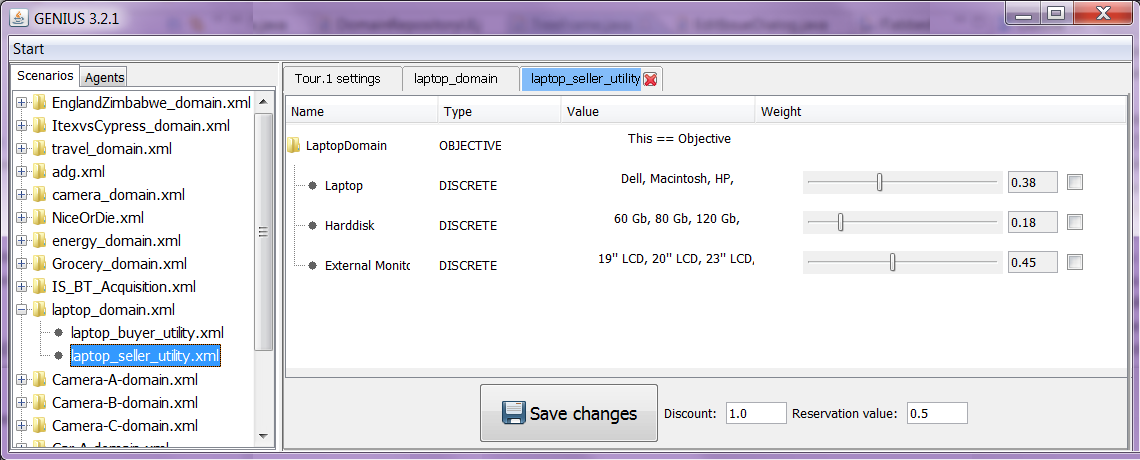 GENIUS 3.2.1
Start
Scenarios Agents
EnglandZimbabwe_domain.xml
ItexvsCypress_domain.xml
travel_domain.xml
adg.xml
camera_domain.xml
NiceOrDie.xml
energy_domain.xml
Grocery_domain.xml
IS_BT_Acquisition.xml
laptop_domain.xml
laptop_buyer_utility.xml
laptop_seller_utility.xml
Camera-A-domain.xml
Camera-B-domain.xml
Camera-C-domain.xml
Tour.1 settings laptop_domain laptop_seller_utility
Name Type Value Weight
LaptopDomain OBJECTIVE This == Objective
Laptop DISCRETE Dell, Macintosh, HP, 0.38
Harddisk DISCRETE 60 Gb, 80 Gb, 120 Gb, 0.18
External Monito DISCRETE 19" LCD, 20" LCD, 23" LCD, 0.45
Save changes Discount: 1.0 Reservation value: 0.5